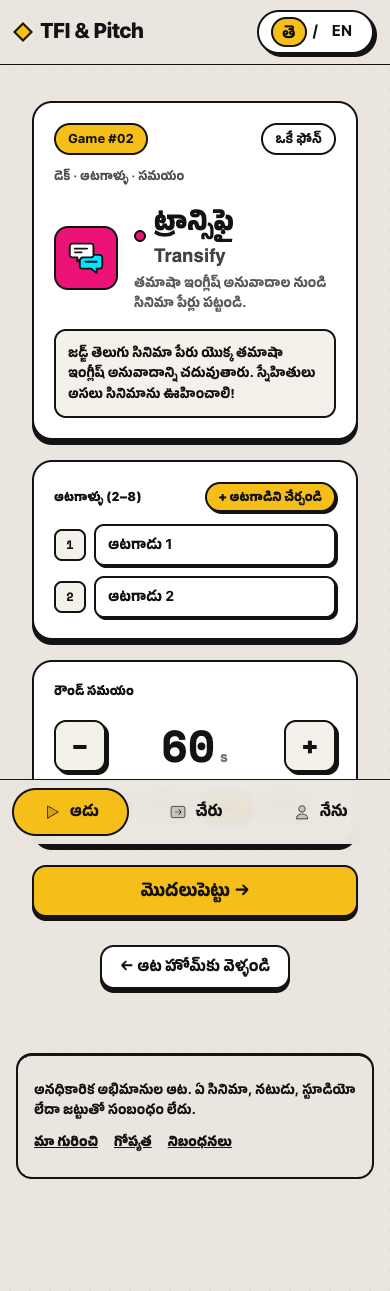 TFI & Pitch
తె / EN
Game #02
ఒకే ఫోన్
డెక్ · ఆటగాళ్ళు · సమయం
ట్రాన్సిఫై
Transify
తమాషా ఇంగ్లీష్ అనువాదాల నుండి
సినిమా పేర్లు పట్టండి.
జడ్జ్ తెలుగు సినిమా పేరు యొక్క తమాషా
ఇంగ్లీష్ అనువాదాన్ని చదువుతారు. స్నేహితులు
అసలు సినిమాను ఊహించాలి!
ఆటగాళ్ళు (2–8)
+ ఆటగాడిని చేర్చండి
1
ఆటగాడు 1
2
ఆటగాడు 2
రౌండ్ సమయం
−
60 s
+
ఆడు
చేరు
నేను
మొదలుపెట్టు →
← ఆట హోమ్‌కు వెళ్ళండి
అనధికారిక అభిమానుల ఆట. ఏ సినిమా, నటుడు, స్టూడియో
లేదా జట్టుతో సంబంధం లేదు.
మా గురించి గోప్యత నిబంధనలు